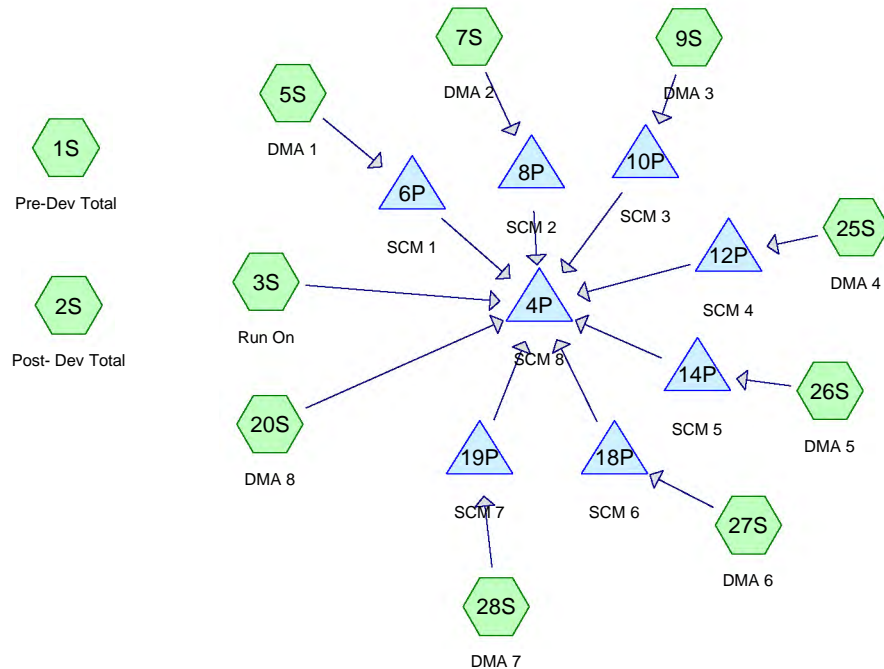 7S
DMA 2
9S
DMA 3
5S
DMA 1
1S
Pre-Dev Total
6P
SCM 1
8P
SCM 2
10P
SCM 3
25S
DMA 4
12P
SCM 4
3S
Run On
2S
Post- Dev Total
4P
SCM 8
14P
SCM 5
26S
DMA 5
20S
DMA 8
19P
SCM 7
18P
SCM 6
27S
DMA 6
28S
DMA 7